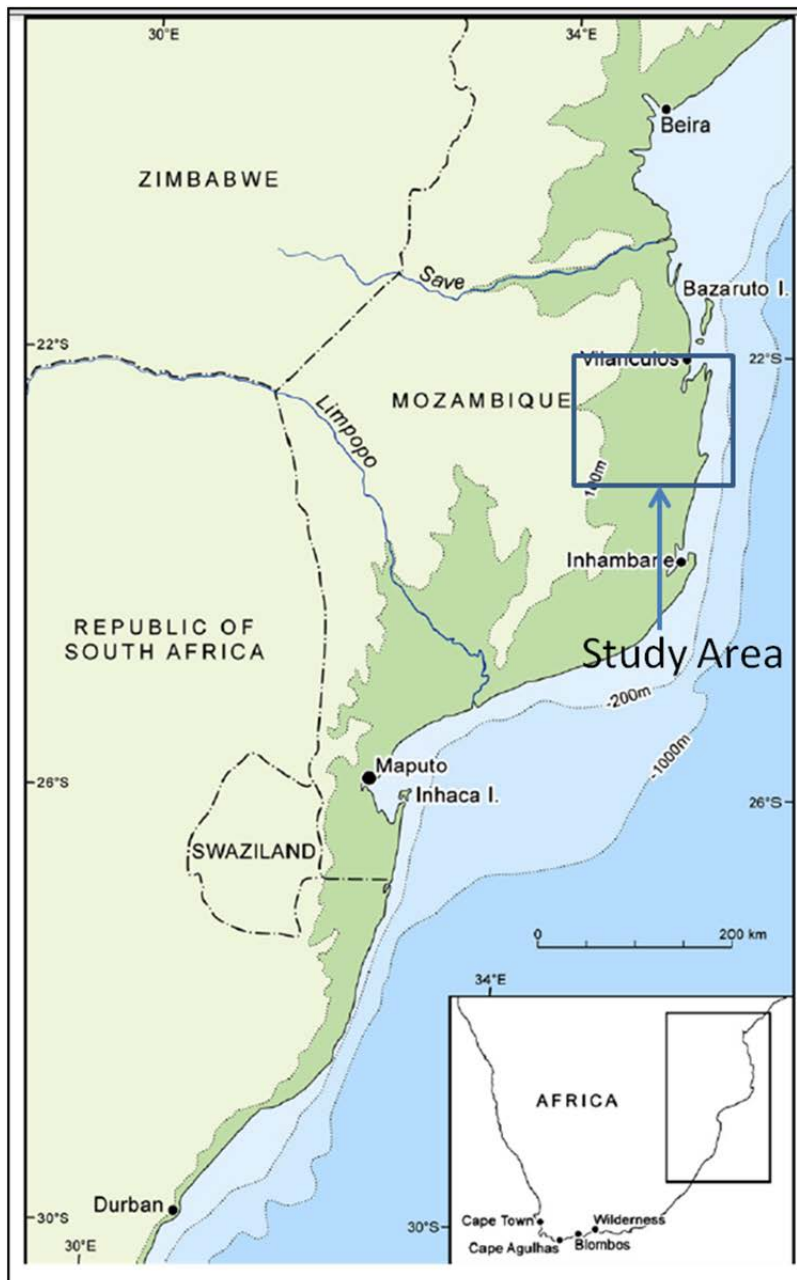 30°E
34°E
Beira
ZIMBABWE
Save
Bazaruto I.
22°S
Vilanculos
22°S
MOZAMBIQUE
Limpopo
100m
Inhambane
REPUBLIC OF
SOUTH AFRICA
Study Area
-200m
-1000m
Maputo
26°S
Inhaca I.
26°S
SWAZILAND
0
200 km
34°E
AFRICA
Durban
30°S
30°S
Cape Town
Wilderness
Cape Agulhas
Blombos
30°E